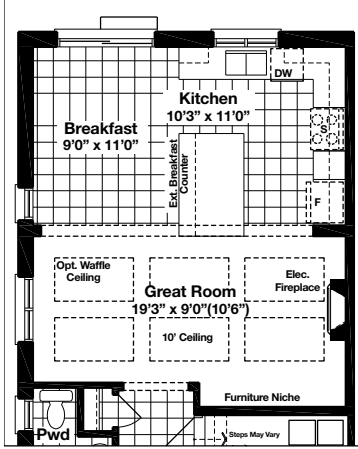 DW
Kitchen
10'3" x 11'0"
Breakfast
9'0" x 11'0"
S
Ext. Breakfast
Counter
F
Opt. Waffle
Ceiling
Elec.
Fireplace
Great Room
19'3" x 9'0"(10'6")
10' Ceiling
Furniture Niche
Pwd
Steps May Vary